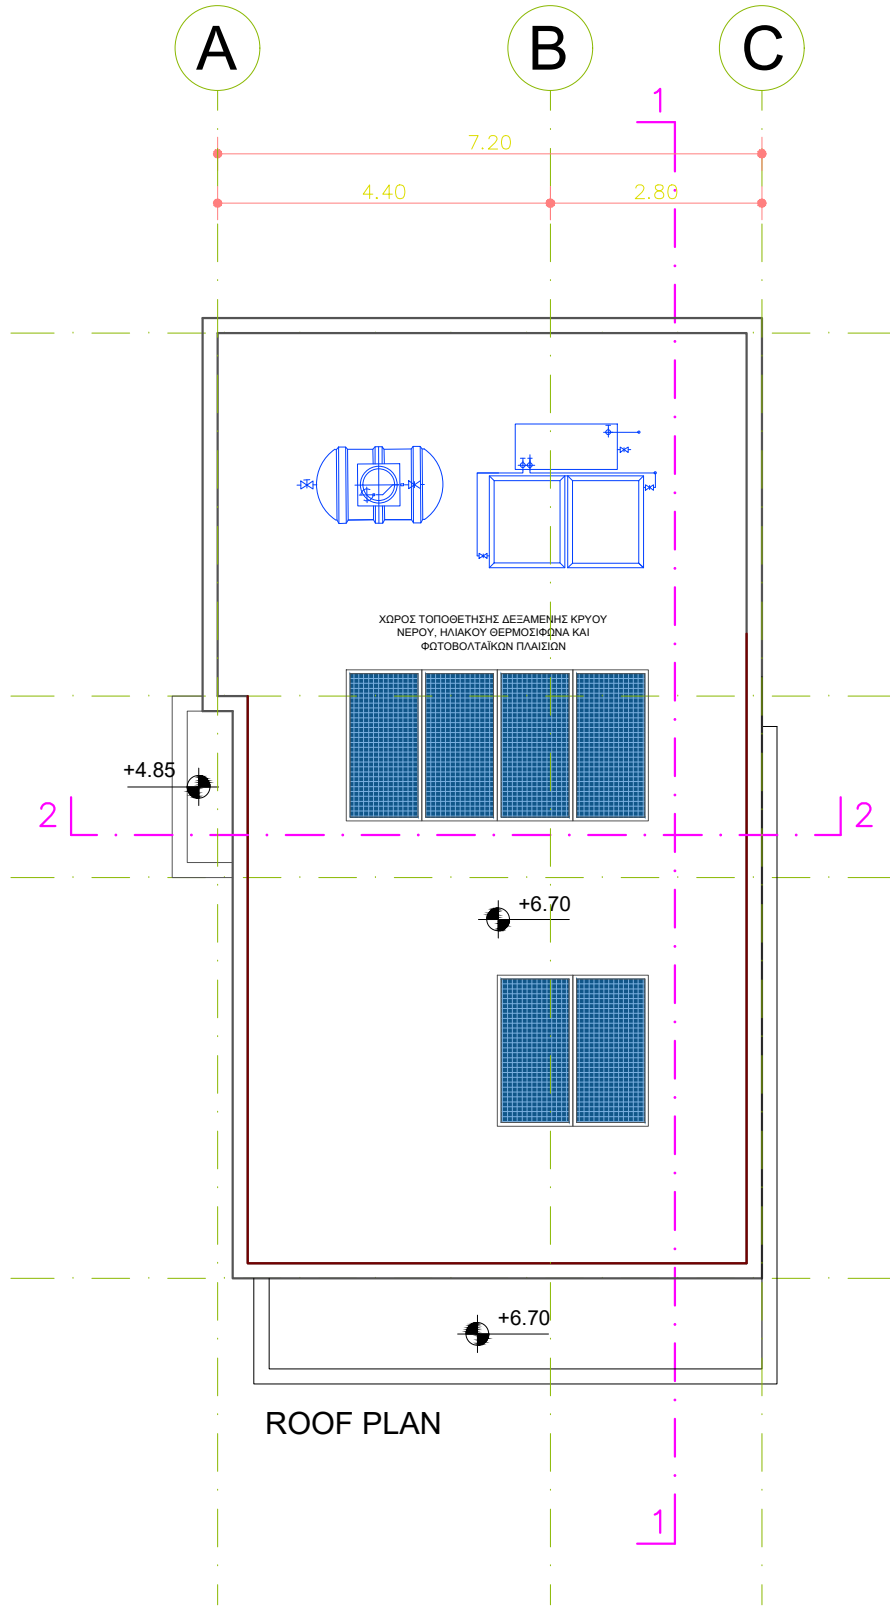 A
B
C
1
7.20
4.40
2.80
ΧΩΡΟΣ ΤΟΠΟΘΕΤΗΣΗΣ ΔΕΞΑΜΕΝΗΣ ΚΡΥΟΥ
ΝΕΡΟΥ, ΗΛΙΑΚΟΥ ΘΕΡΜΟΣΙΦΩΝΑ ΚΑΙ
ΦΩΤΟΒΟΛΤΑΪΚΩΝ ΠΛΑΙΣΙΩΝ
+4.85
2
2
+6.70
+6.70
ROOF PLAN
1